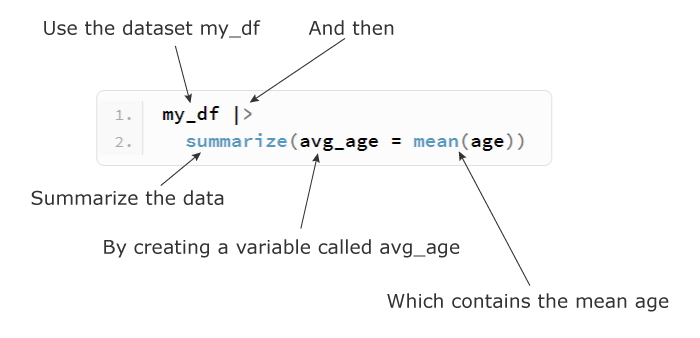 Use the dataset my_df
And then
1. my_df |>
2. summarize(avg_age = mean(age))
Summarize the data
By creating a variable called avg_age
Which contains the mean age